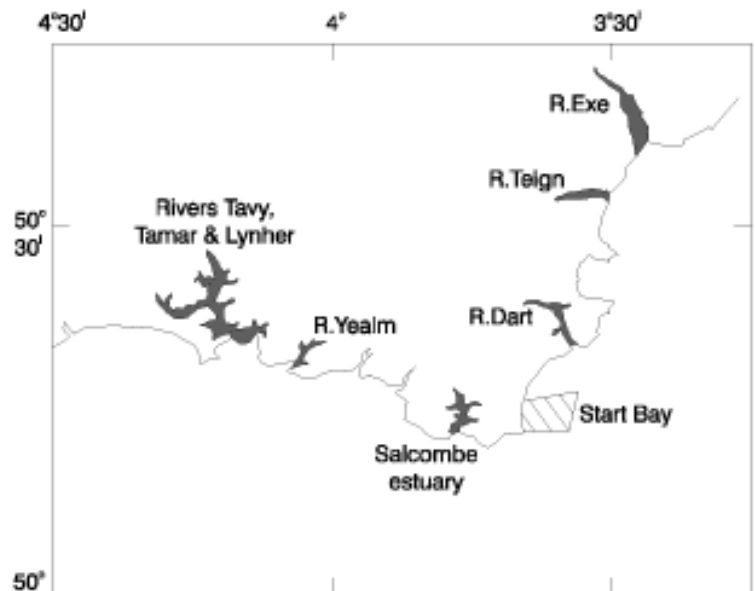 4°30'
4°
3°30'
R.Exe
R.Teign
Rivers Tavy,
Tamar & Lynher
50°
30'
R.Yealm
R.Dart
Start Bay
Salcombe
estuary
50°